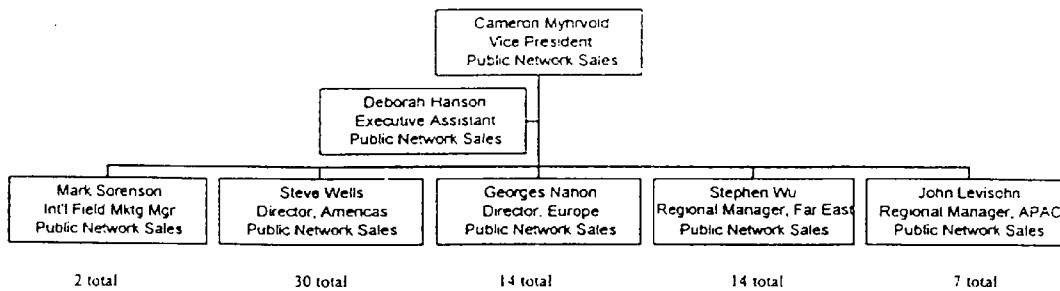 Cameron Myhrvold
Vice President
Public Network Sales
Deborah Hanson
Executive Assistant
Public Network Sales
Mark Sorenson
Int'l Field Mktg Mgr
Public Network Sales
Steve Wells
Director, Americas
Public Network Sales
Georges Nahon
Director, Europe
Public Network Sales
Stephen Wu
Regional Manager, Far East
Public Network Sales
John Levisohn
Regional Manager, APAC
Public Network Sales
2 total
30 total
14 total
14 total
7 total